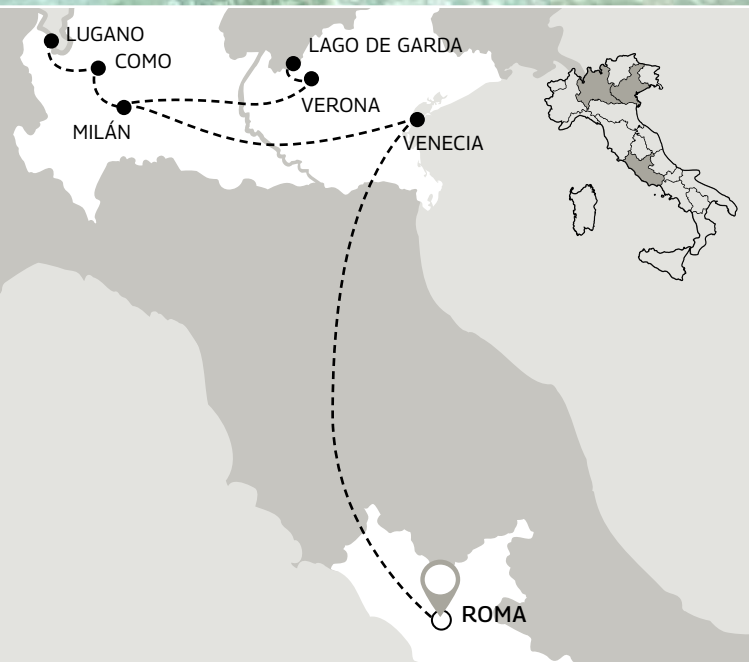 LUGANO
COMO
LAGO DE GARDA
VERONA
MILÁN
VENECIA
ROMA